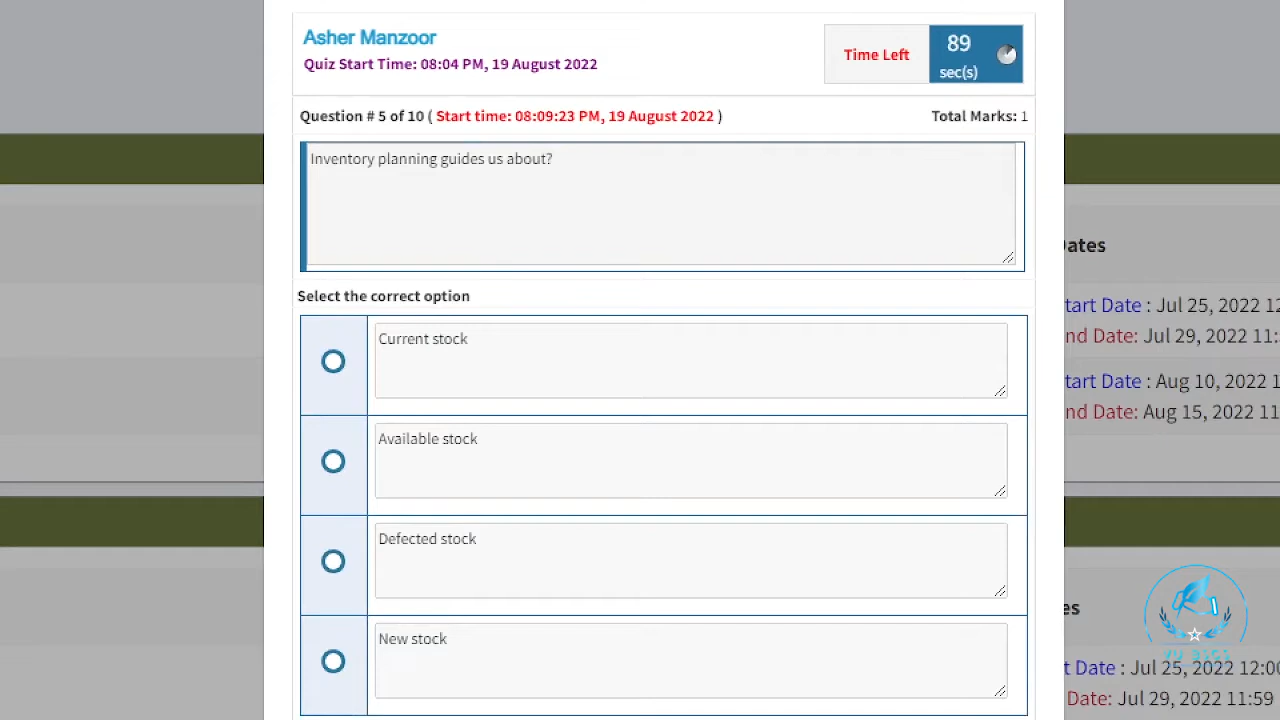 Asher Manzoor
Quiz Start Time: 08:04 PM, 19 August 2022
Time Left
89
sec(s)
Question # 5 of 10 ( Start time: 08:09:23 PM, 19 August 2022 )
Total Marks: 1
Inventory planning guides us about?
Select the correct option
Current stock
Available stock
Defected stock
New stock
Dates
tart Date : Jul 25, 2022 12
nd Date: Jul 29, 2022 11:
tart Date : Aug 10, 2022 1
nd Date: Aug 15, 2022 11
es
t Date : Jul 25, 2022 12:00
Date: Jul 29, 2022 11:59